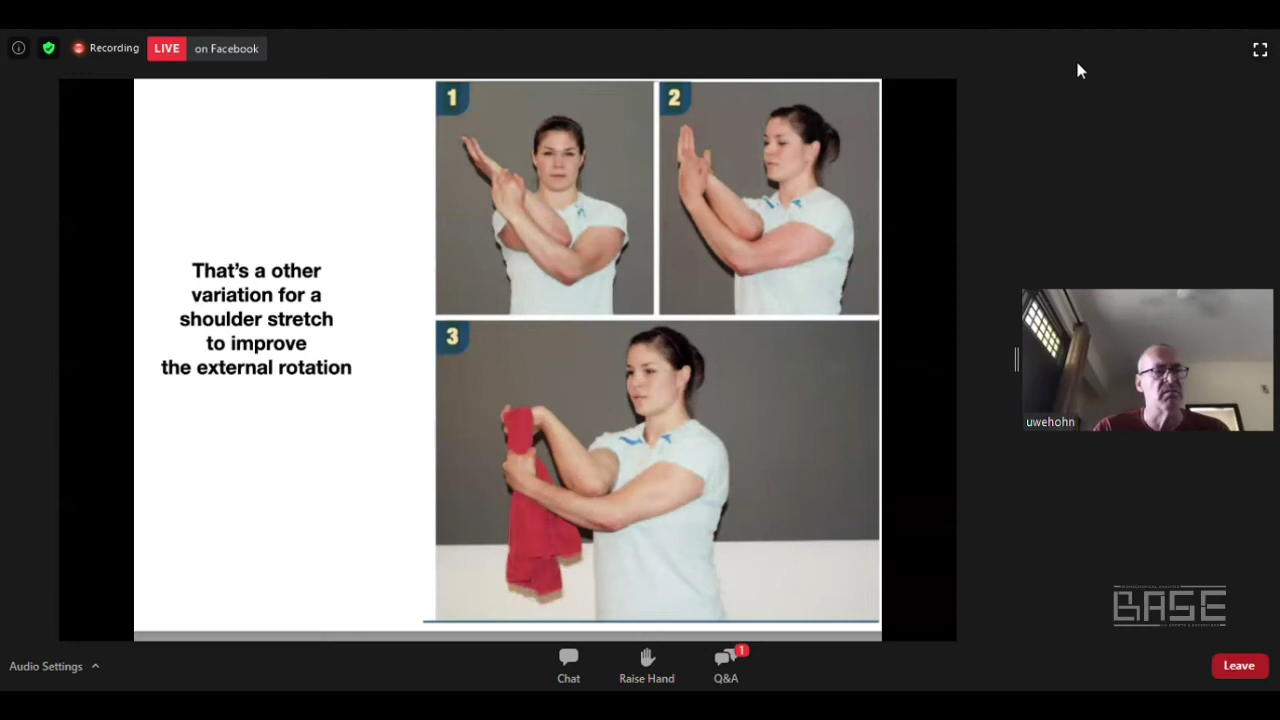 Recording
LIVE on Facebook
1
2
That's a other
variation for a
shoulder stretch
to improve
the external rotation
3
uwehohn
BASE
Audio Settings
Chat
Raise Hand
1
Q&A
Leave